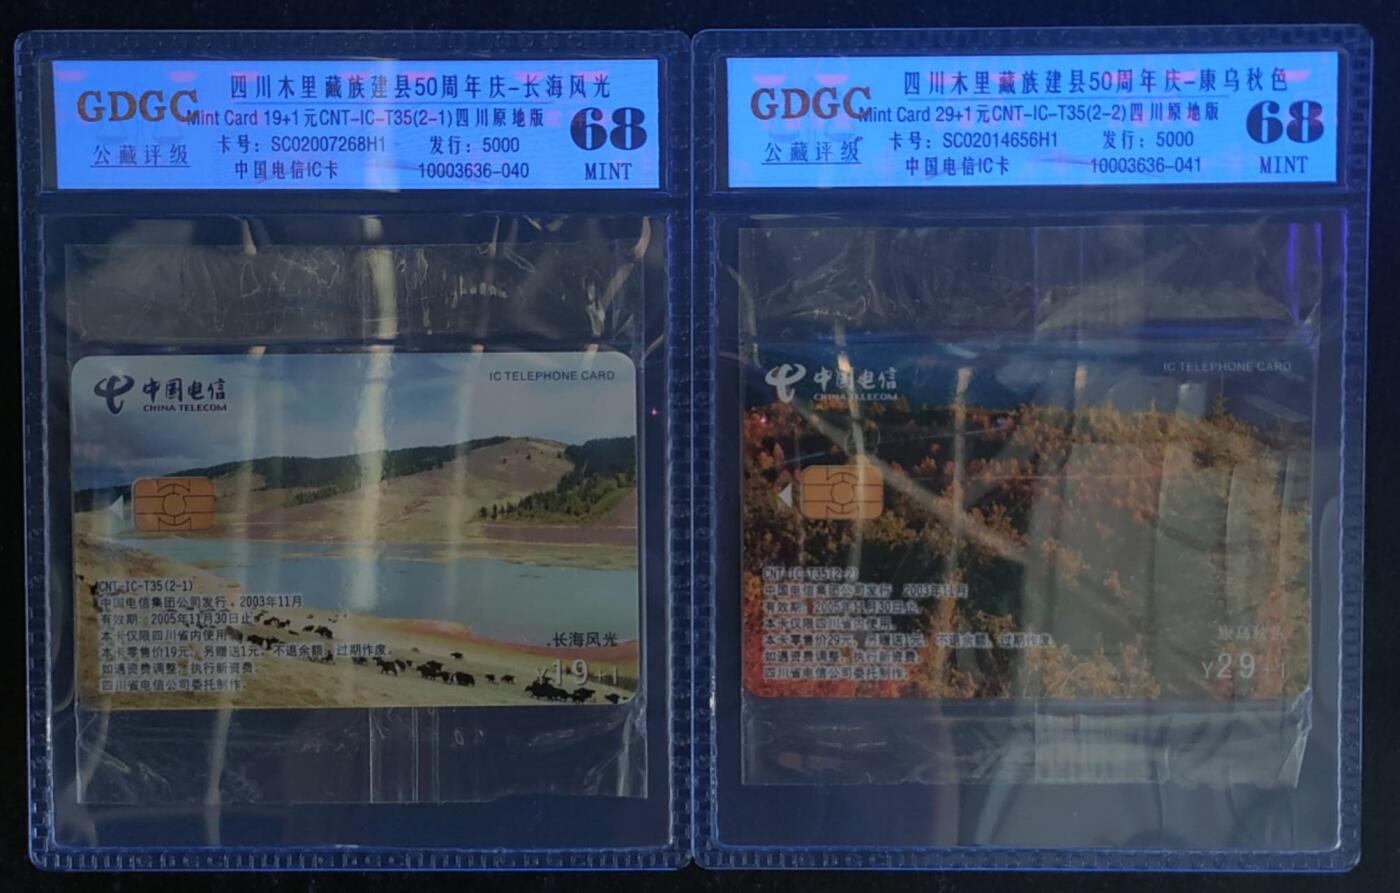 四川木里藏族建县50周年庆-长海风光
GDGC
Mint Card 19+1元CNT-IC-T35(2-1)四川原地版
68
卡号：SC02007268H1 发行：5000
公藏评级
中国电信IC卡 10003636-040
MINT
中国电信
CHINA TELECOM
IC TELEPHONE CARD
CNT-IC-T35(2-1)
中国电信集团公司发行，2003年11月
有效期：2005年11月30日止
本卡仅限四川省内使用
本卡零售价19元，另赠送1元，不退余额，过期作废。
如遇资费调整，执行新资费。
四川省电信公司委托制作。
长海风光
¥19+1
四川木里藏族建县50周年庆-康乌秋色
GDGC
Mint Card 29+1元CNT-IC-T35(2-2)四川原地版
68
卡号：SC02014656H1 发行：5000
公藏评级
中国电信IC卡 10003636-041
MINT
中国电信
CHINA TELECOM
IC TELEPHONE CARD
CNT-IC-T35(2-2)
中国电信集团公司发行，2003年11月
有效期：2005年11月30日止
本卡仅限四川省内使用
本卡零售价29元，另赠送1元，不退余额，过期作废
如遇资费调整，执行新资费。
四川省电信公司委托制作。
康乌秋色
¥29+1